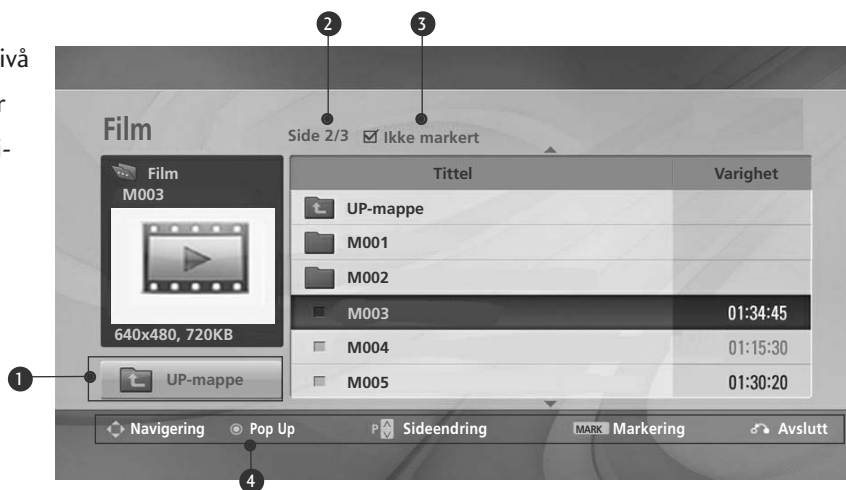 2 3
ivå
r
i-
Film
Side 2/3 Ikke markert
Film
M003
640x480, 720KB
1
UP-mappe
Tittel Varighet
UP-mappe
M001
M002
M003 01:34:45
M004 01:15:30
M005 01:30:20
Navigering Pop Up P Sideendring MARK Markering Avslutt
4